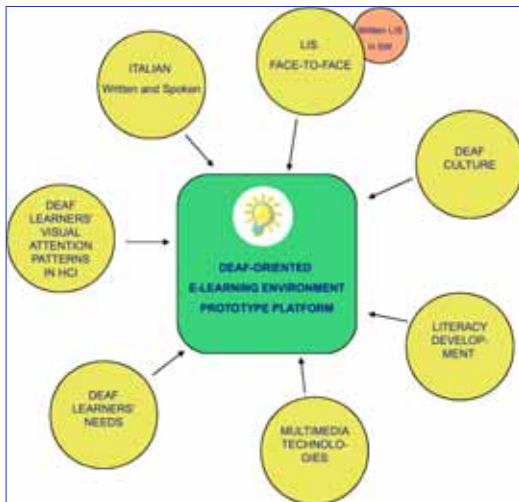 ITALIAN
Written and Spoken
LIS
FACE-TO-FACE
Written LIS
in SW
DEAF
CULTURE
DEAF
LEARNERS'
VISUAL
ATTENTION
PATTERNS
IN HCI
DEAF-ORIENTED
E-LEARNING ENVIRONMENT
PROTOTYPE PLATFORM
LITERACY
DEVELOP-
MENT
DEAF
LEARNERS'
NEEDS
MULTIMEDIA
TECHNOLO-
GIES